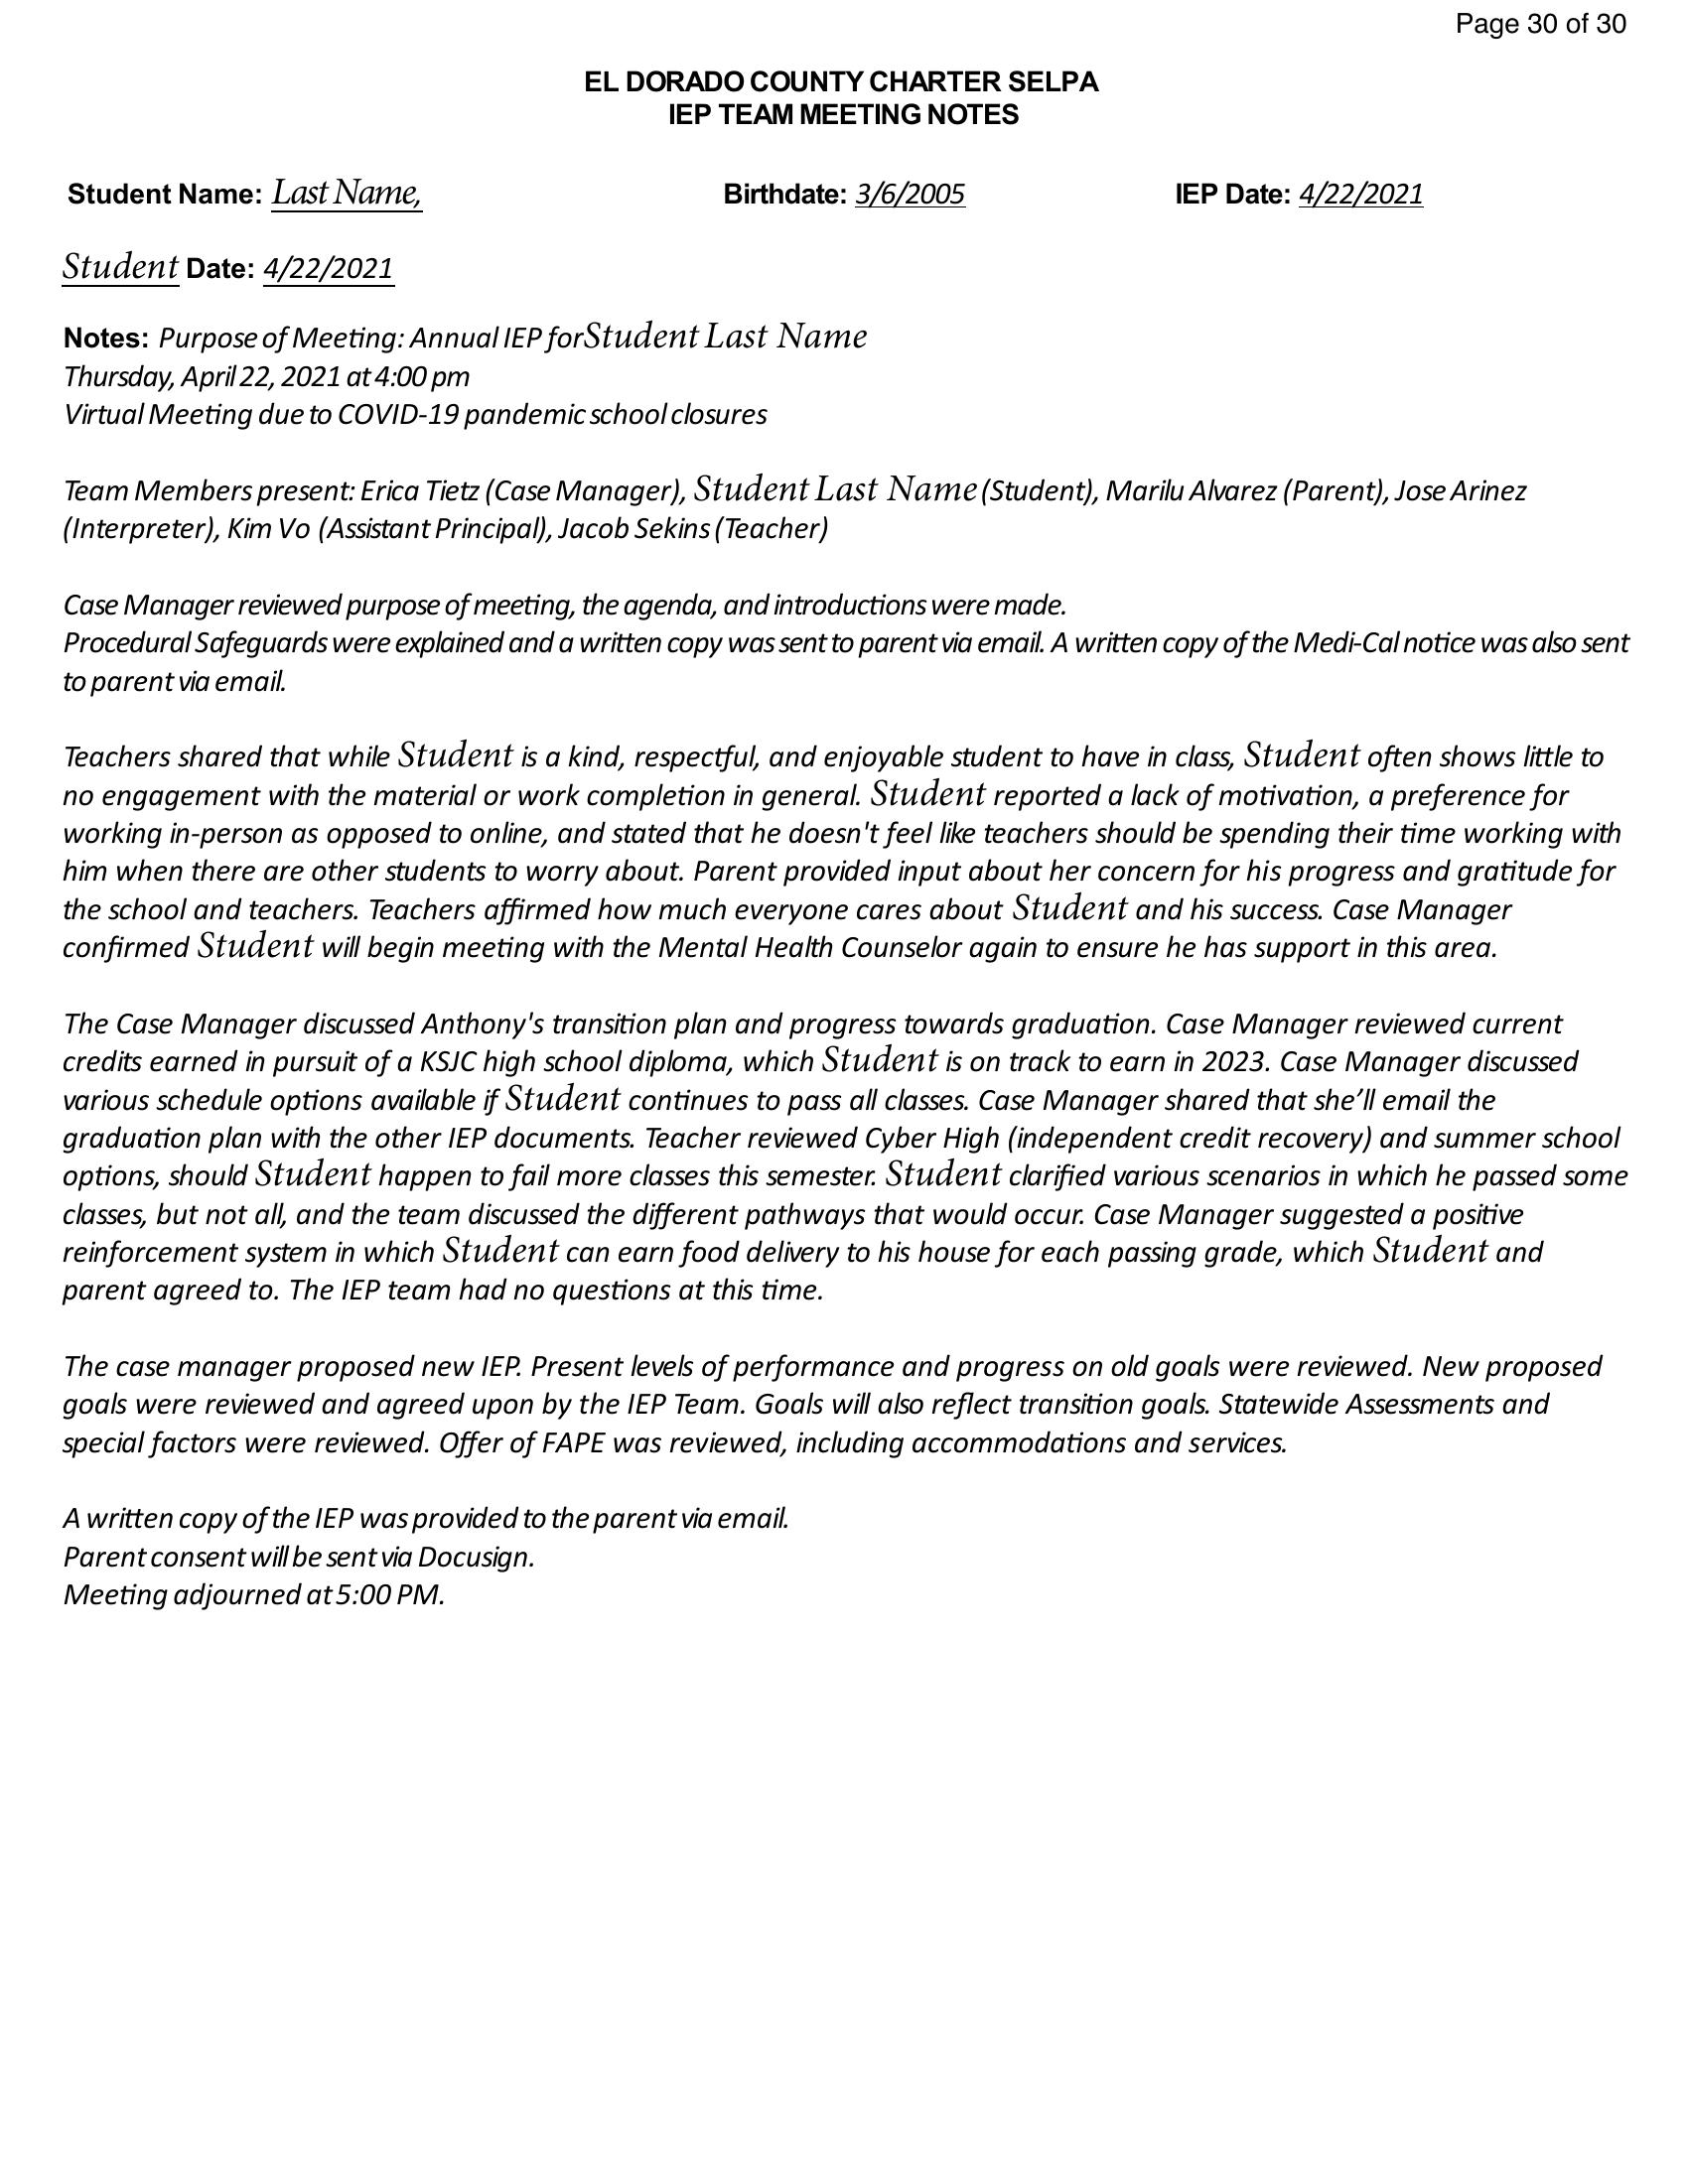 Page 30 of 30
EL DORADO COUNTY CHARTER SELPA
IEP TEAM MEETING NOTES
Student Name: Last Name, Birthdate: 3/6/2005 IEP Date: 4/22/2021
Student Date: 4/22/2021
Notes: Purpose of Meeting: Annual IEP forStudent Last Name
Thursday, April 22, 2021 at 4:00 pm
Virtual Meeting due to COVID-19 pandemic school closures
Team Members present: Erica Tietz (Case Manager), Student Last Name (Student), Marilu Alvarez (Parent), Jose Arinez
(Interpreter), Kim Vo (Assistant Principal), Jacob Sekins (Teacher)
Case Manager reviewed purpose of meeting, the agenda, and introductions were made.
Procedural Safeguards were explained and a written copy was sent to parent via email. A written copy of the Medi-Cal notice was also sent
to parent via email.
Teachers shared that while Student is a kind, respectful, and enjoyable student to have in class, Student often shows little to
no engagement with the material or work completion in general. Student reported a lack of motivation, a preference for
working in-person as opposed to online, and stated that he doesn't feel like teachers should be spending their time working with
him when there are other students to worry about. Parent provided input about her concern for his progress and gratitude for
the school and teachers. Teachers affirmed how much everyone cares about Student and his success. Case Manager
confirmed Student will begin meeting with the Mental Health Counselor again to ensure he has support in this area.
The Case Manager discussed Anthony's transition plan and progress towards graduation. Case Manager reviewed current
credits earned in pursuit of a KSJC high school diploma, which Student is on track to earn in 2023. Case Manager discussed
various schedule options available if Student continues to pass all classes. Case Manager shared that she’ll email the
graduation plan with the other IEP documents. Teacher reviewed Cyber High (independent credit recovery) and summer school
options, should Student happen to fail more classes this semester. Student clarified various scenarios in which he passed some
classes, but not all, and the team discussed the different pathways that would occur. Case Manager suggested a positive
reinforcement system in which Student can earn food delivery to his house for each passing grade, which Student and
parent agreed to. The IEP team had no questions at this time.
The case manager proposed new IEP. Present levels of performance and progress on old goals were reviewed. New proposed
goals were reviewed and agreed upon by the IEP Team. Goals will also reflect transition goals. Statewide Assessments and
special factors were reviewed. Offer of FAPE was reviewed, including accommodations and services.
A written copy of the IEP was provided to the parent via email.
Parent consent will be sent via Docusign.
Meeting adjourned at 5:00 PM.